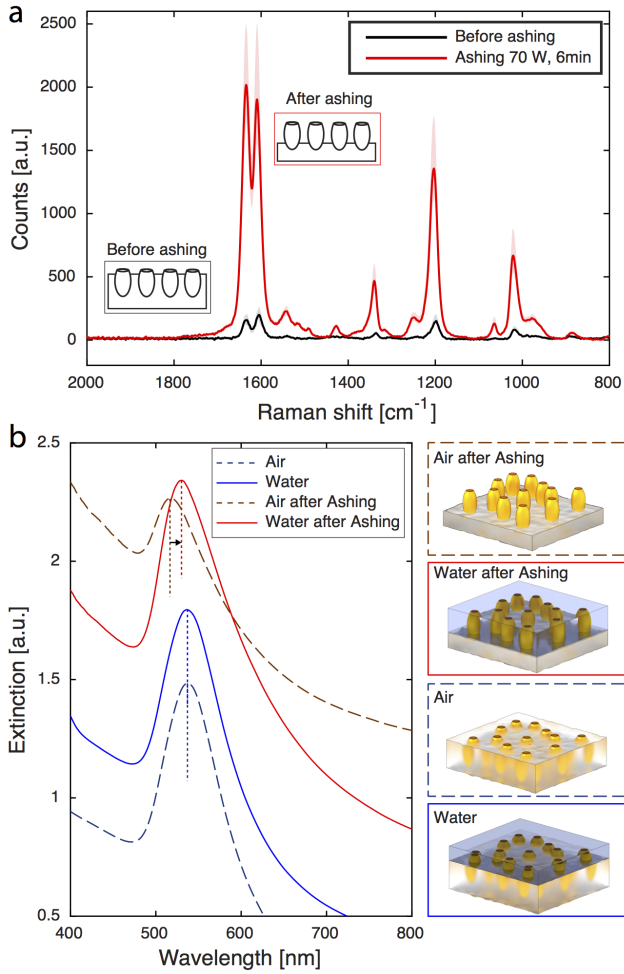 a
2500
2000
1500
1000
500
0
Counts [a.u.]
Before ashing
Ashing 70 W, 6min
After ashing
Before ashing
2000 1800 1600 1400 1200 1000 800
Raman shift [cm-1]
b
2.5
2
1.5
1
0.5
Extinction [a.u.]
Air
Water
Air after Ashing
Water after Ashing
400 500 600 700 800
Wavelength [nm]
Air after Ashing
Water after Ashing
Air
Water